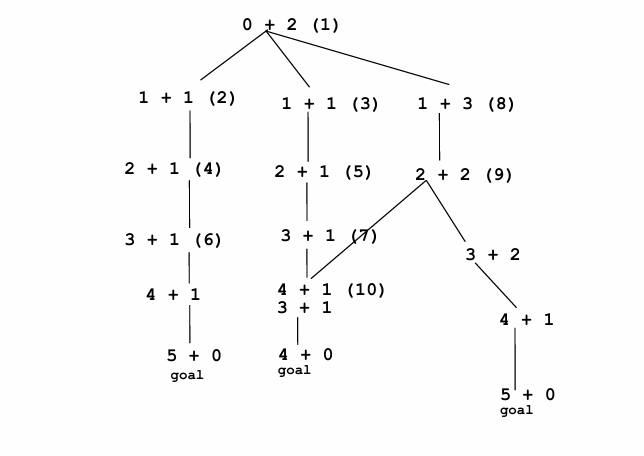 0 + 2 (1)
1 + 1 (2)
1 + 1 (3)
1 + 3 (8)
2 + 1 (4)
2 + 1 (5)
2 + 2 (9)
3 + 1 (6)
3 + 1 (7)
3 + 2
4 + 1
4 + 1 (10)
3 + 1
4 + 1
5 + 0
goal
4 + 0
goal
5 + 0
goal